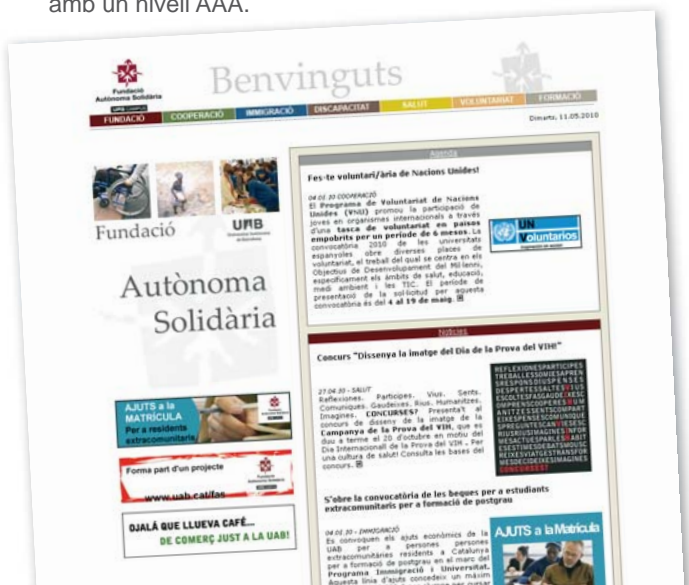 amb un nivell AAA.
Fundació
Autònoma Solidària
Benvinguts
FUNDACIÓ
COOPERACIÓ
IMMIGRACIÓ
DISCAPACITAT
SALUT
VOLUNTARIAT
FORMACIÓ
Dimarts, 11.05.2010
Fundació
UAB
Autònoma
Solidària
AJUTS a la
MATRÍCULA
Per a residents
extracomunitaris
Forma part d'un projecte
www.uab.cat/fas
OJALÁ QUE LLUEVA CAFÉ...
DE COMERÇ JUST A LA UAB!
Agenda
Fes-te voluntari/ària de Nacions Unides!
04.01.10 COOPERACIÓ
El Programa de Voluntariat de Nacions
Unides (VNU) promou la participació de
joves en organismes internacionals a través
d'una tasca de voluntariat en països
empobrits per un període de 6 mesos. La
convocatòria 2010 de les universitats
espanyoles obre diverses places de
voluntariat, el treball del qual se centra en els
Objectius de Desenvolupament del Mil·lenni,
específicament els àmbits de salut, educació,
medi ambient i les TIC. El període de
presentació de la sol·licitud per aquesta
convocatòria és del 4 al 19 de maig.
UN
Voluntarios
Notícies
Concurs "Dissenya la imatge del Dia de la Prova del VIH!"
27.04.10 - SALUT
Reflexiones. Participes. Vius. Sents.
Comuniques. Gaudeixes. Rius. Humanitzes.
Imagines. CONCURSES? Presenta't al
concurs de disseny de la imatge de la
Campanya de la Prova del VIH, que es
duu a terme el 20 d'octubre en motiu del
Dia Internacional de la Prova del VIH . Per
una cultura de salut! Consulta les bases del
concurs.
CONCURSES?
S'obre la convocatòria de les beques per a estudiants
extracomunitaris per a formació de postgrau
04.01.10 - IMMIGRACIÓ
Es convoquen els ajuts econòmics de la
UAB per a persones persones
extracomunitàries residents a Catalunya
per a formació de postgrau en el marc del
Programa Immigració i Universitat.
Aquesta línia d'ajuts concedeix un màxim
AJUTS a la Matrícula